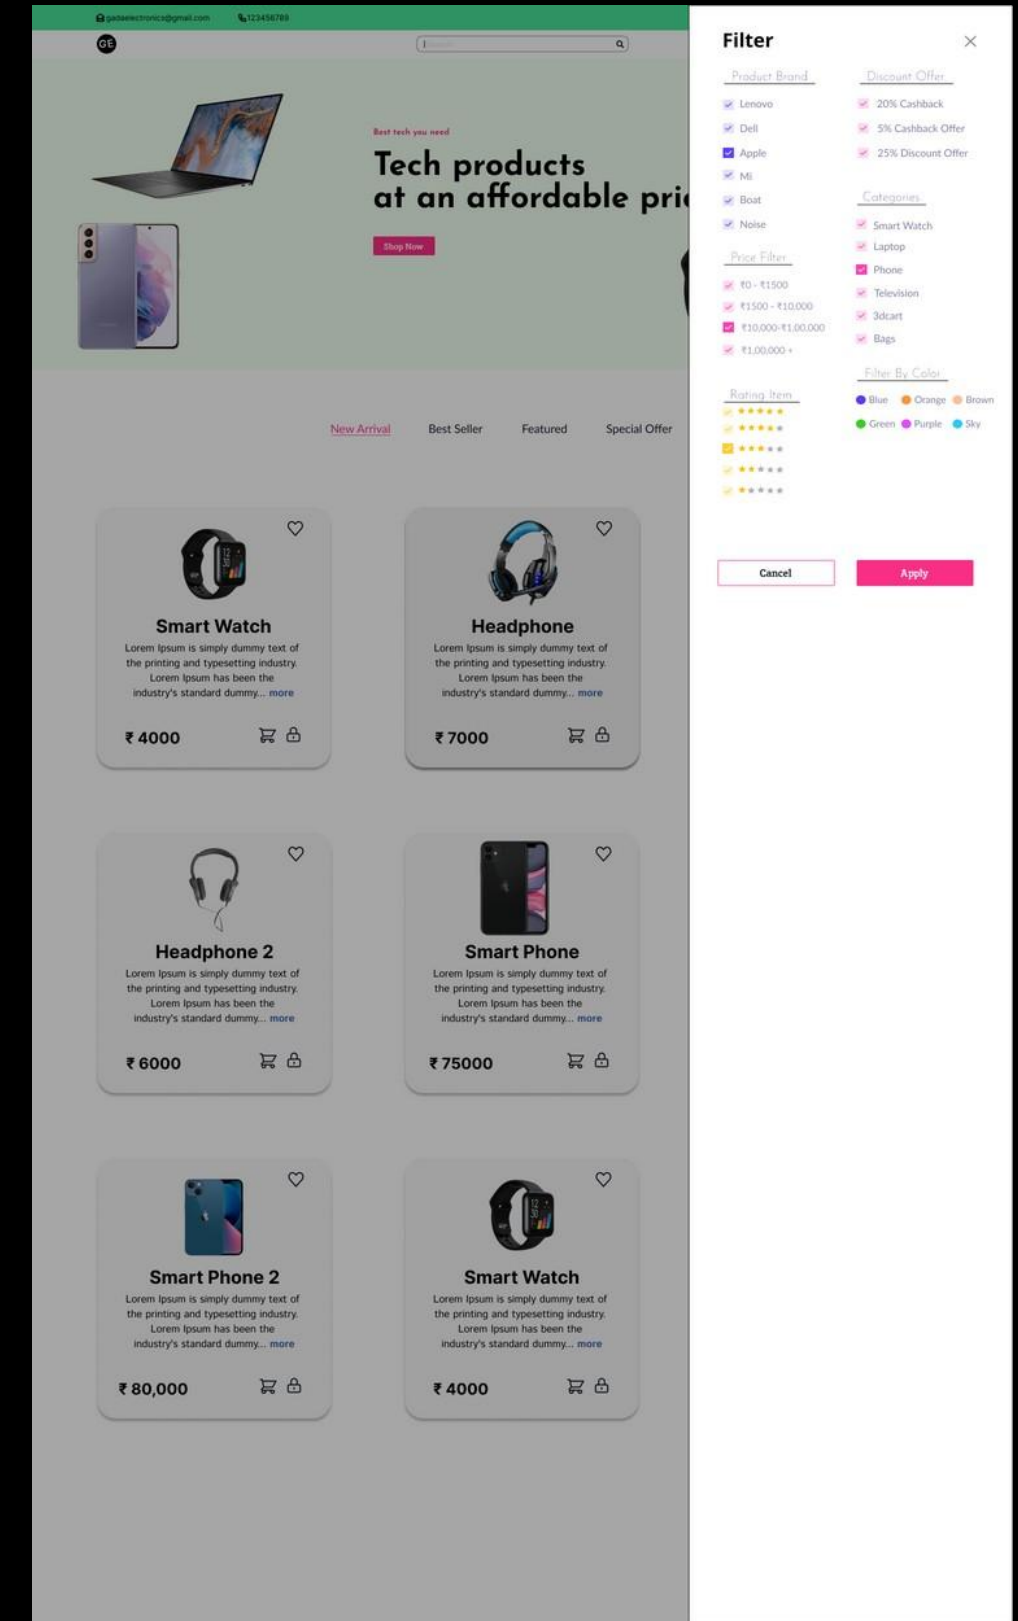 gadaelectronics@gmail.com 123456789
GE
Search
Best tech you need
Tech products
at an affordable pric
Shop Now
New Arrival Best Seller Featured Special Offer
Smart Watch
Lorem Ipsum is simply dummy text of
the printing and typesetting industry.
Lorem Ipsum has been the
industry's standard dummy... more
₹ 4000
Headphone
Lorem Ipsum is simply dummy text of
the printing and typesetting industry.
Lorem Ipsum has been the
industry's standard dummy... more
₹ 7000
Headphone 2
Lorem Ipsum is simply dummy text of
the printing and typesetting industry.
Lorem Ipsum has been the
industry's standard dummy... more
₹ 6000
Smart Phone
Lorem Ipsum is simply dummy text of
the printing and typesetting industry.
Lorem Ipsum has been the
industry's standard dummy... more
₹ 75000
Smart Phone 2
Lorem Ipsum is simply dummy text of
the printing and typesetting industry.
Lorem Ipsum has been the
industry's standard dummy... more
₹ 80,000
Smart Watch
Lorem Ipsum is simply dummy text of
the printing and typesetting industry.
Lorem Ipsum has been the
industry's standard dummy... more
₹ 4000
Filter
Product Brand
Lenovo
Dell
Apple
Mi
Boat
Noise
Price Filter
₹0 - ₹1500
₹1500 - ₹10,000
₹10,000-₹1,00,000
₹1,00,000 +
Rating Item
Discount Offer
20% Cashback
5% Cashback Offer
25% Discount Offer
Categories
Smart Watch
Laptop
Phone
Television
3dcart
Bags
Filter By Color
Blue Orange Brown
Green Purple Sky
Cancel Apply